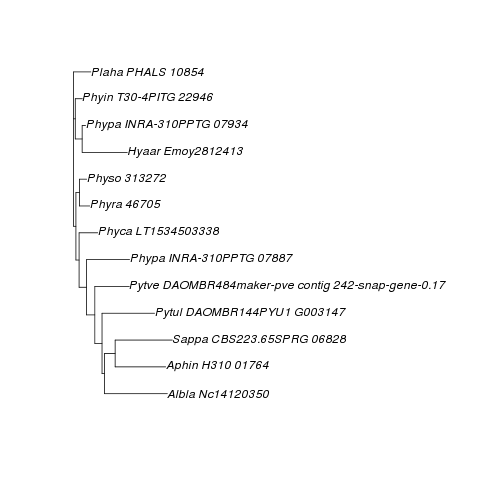 Plaha PHALS 10854
Phyin T30-4PITG 22946
Phypa INRA-310PPTG 07934
Hyaar Emoy2812413
Physo 313272
Phyra 46705
Phyca LT1534503338
Phypa INRA-310PPTG 07887
Pytve DAOMBR484maker-pve contig 242-snap-gene-0.17
Pytul DAOMBR144PYU1 G003147
Sappa CBS223.65SPRG 06828
Aphin H310 01764
Albla Nc14120350